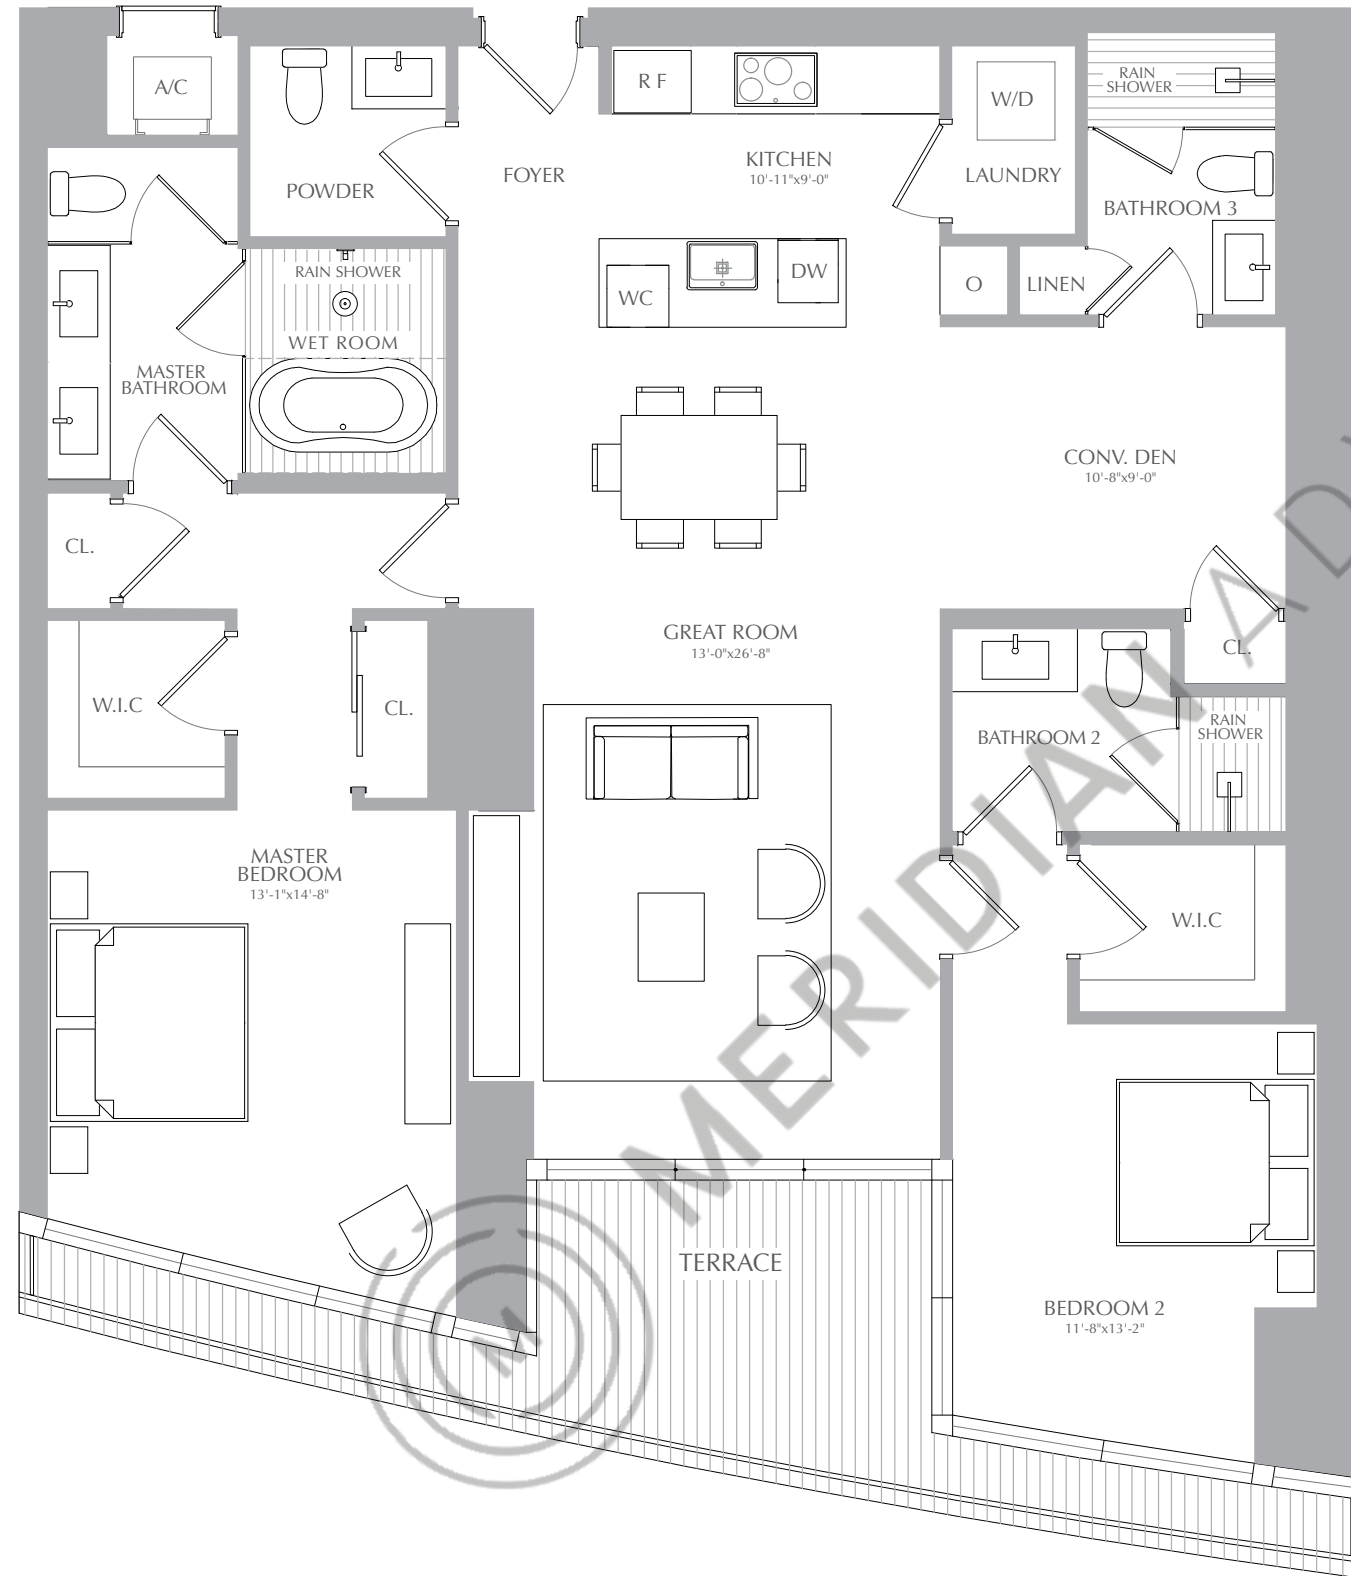 A/C
POWDER
FOYER
R F
KITCHEN
10'-11"x9'-0"
W/D
LAUNDRY
RAIN
SHOWER
BATHROOM 3
RAIN SHOWER
WET ROOM
MASTER
BATHROOM
WC
DW
O
LINEN
CONV. DEN
10'-8"x9'-0"
CL.
W.I.C
CL.
GREAT ROOM
13'-0"x26'-8"
CL.
BATHROOM 2
RAIN
SHOWER
MASTER
BEDROOM
13'-1"x14'-8"
W.I.C
TERRACE
BEDROOM 2
11'-8"x13'-2"
M MERIDIAN